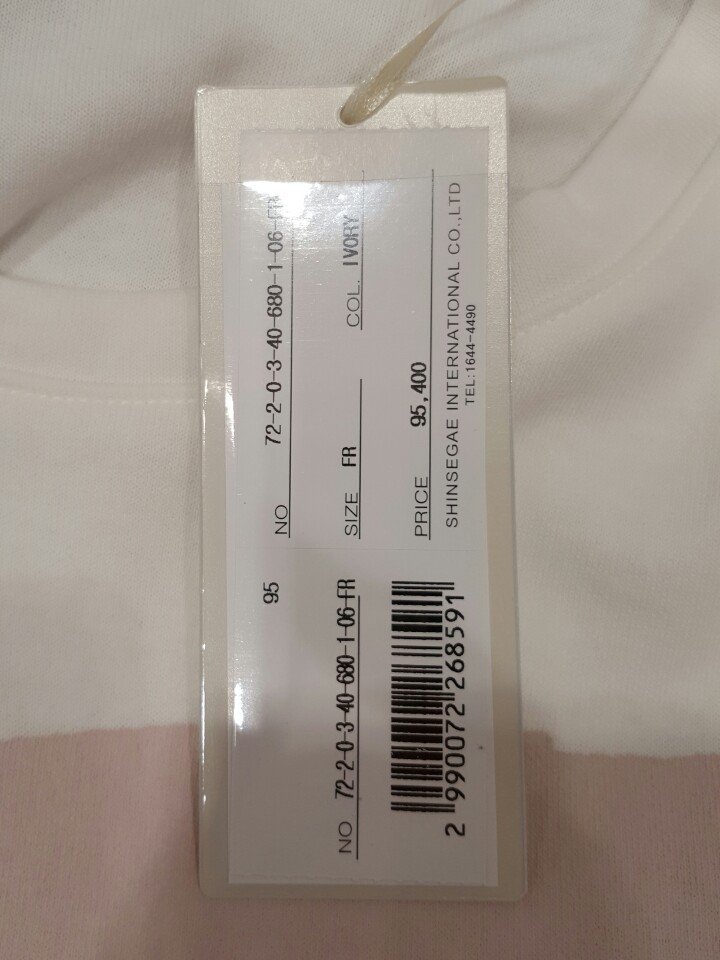 NO 72-2-0-3-40-680-1-06-FR
SIZE FR COL. IVORY
PRICE 95,400
SHINSEGAE INTERNATIONAL CO.,LTD
TEL:1644-4490
95
NO 72-2-0-3-40-680-1-06-FR
2 990072 268591